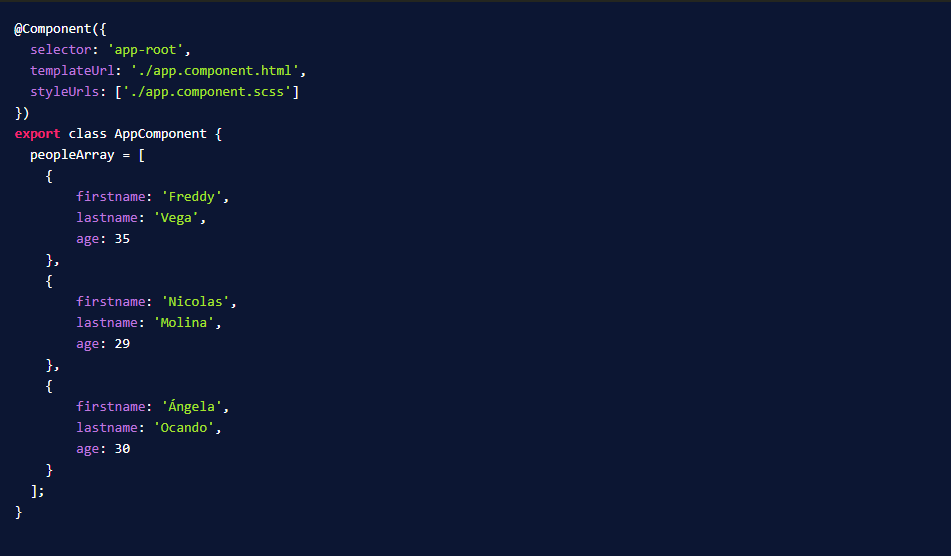 @Component({
  selector: 'app-root',
  templateUrl: './app.component.html',
  styleUrls: ['./app.component.scss']
})
export class AppComponent {
  peopleArray = [
    {
        firstname: 'Freddy',
        lastname: 'Vega',
        age: 35
    },
    {
        firstname: 'Nicolas',
        lastname: 'Molina',
        age: 29
    },
    {
        firstname: 'Ángela',
        lastname: 'Ocando',
        age: 30
    }
  ];
}